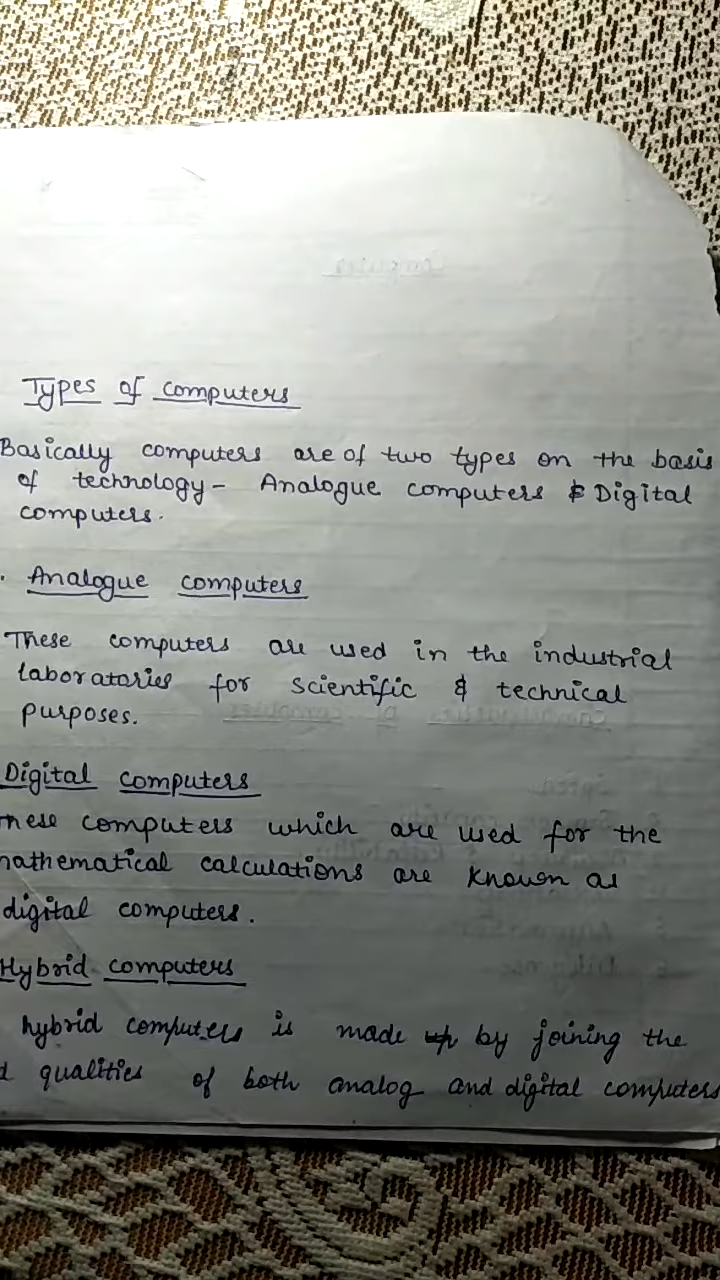 Types of computers
Basically computers are of two types on the basis
of technology - Analogue computers & Digital
computers.
. Analogue computers
These computers are used in the industrial
laboratories for scientific & technical
purposes.
Digital computers
hese computers which are used for the
mathematical calculations are known as
digital computers.
Hybrid computers
hybrid computers is made up by joining the
d qualities of both analog and digital computers